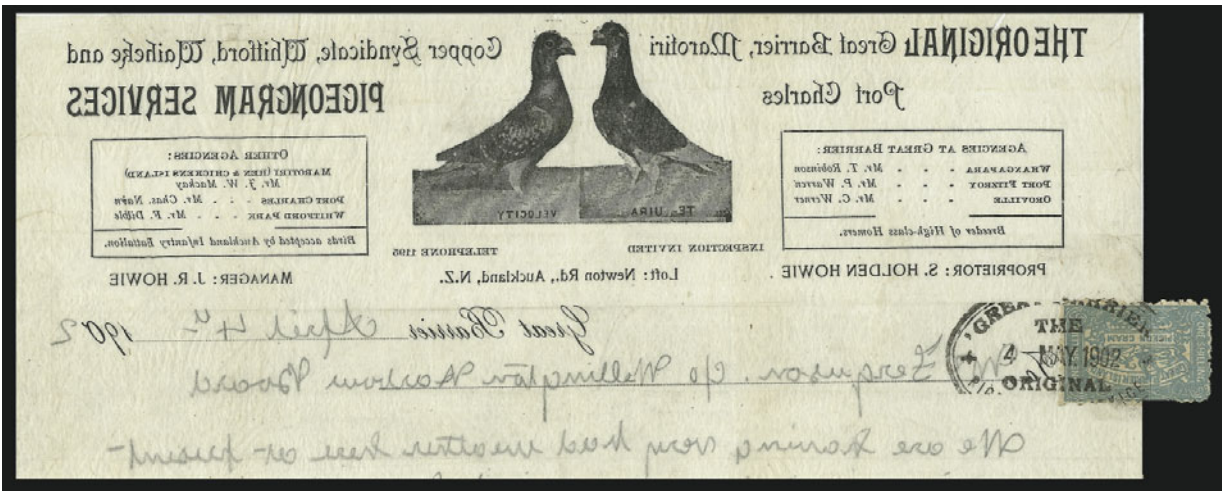 THE ORIGINAL Great Barrier, Marotiri Copper Syndicate, Whitford, Waiheke and
Port Charles PIGEONGRAM SERVICES
AGENCIES AT GREAT BARRIER:
WHANGAPARA - - - Mr. T. Robinson
PORT FITZROY - - - Mr. P. Warren
OROVILLE - - - Mr. C. Werner
Breeder of High-class Homers.
OTHER AGENCIES:
MAROTIRI (HEN & CHICKENS ISLAND)
Mr. J. W. Mackay
PORT CHARLES - - - Mr. Chas.
WHITFORD PARK - - - Mr. F. Dibble
Birds accepted by Auckland Infantry Battalion.
TE UIRA
VELOCITY
INSPECTION INVITED TELEPHONE 1195
PROPRIETOR: S. HOLDEN HOWIE Loft: Newton Rd., Auckland, N.Z. MANAGER: J. R. HOWIE
Great Barrier April 4th 1902
Mr Ferguson. c/o Wellington Harbour Board
We are having very bad weather here at present-
GREAT BARRIER
THE
4 - MAY. 1902
ORIGINAL